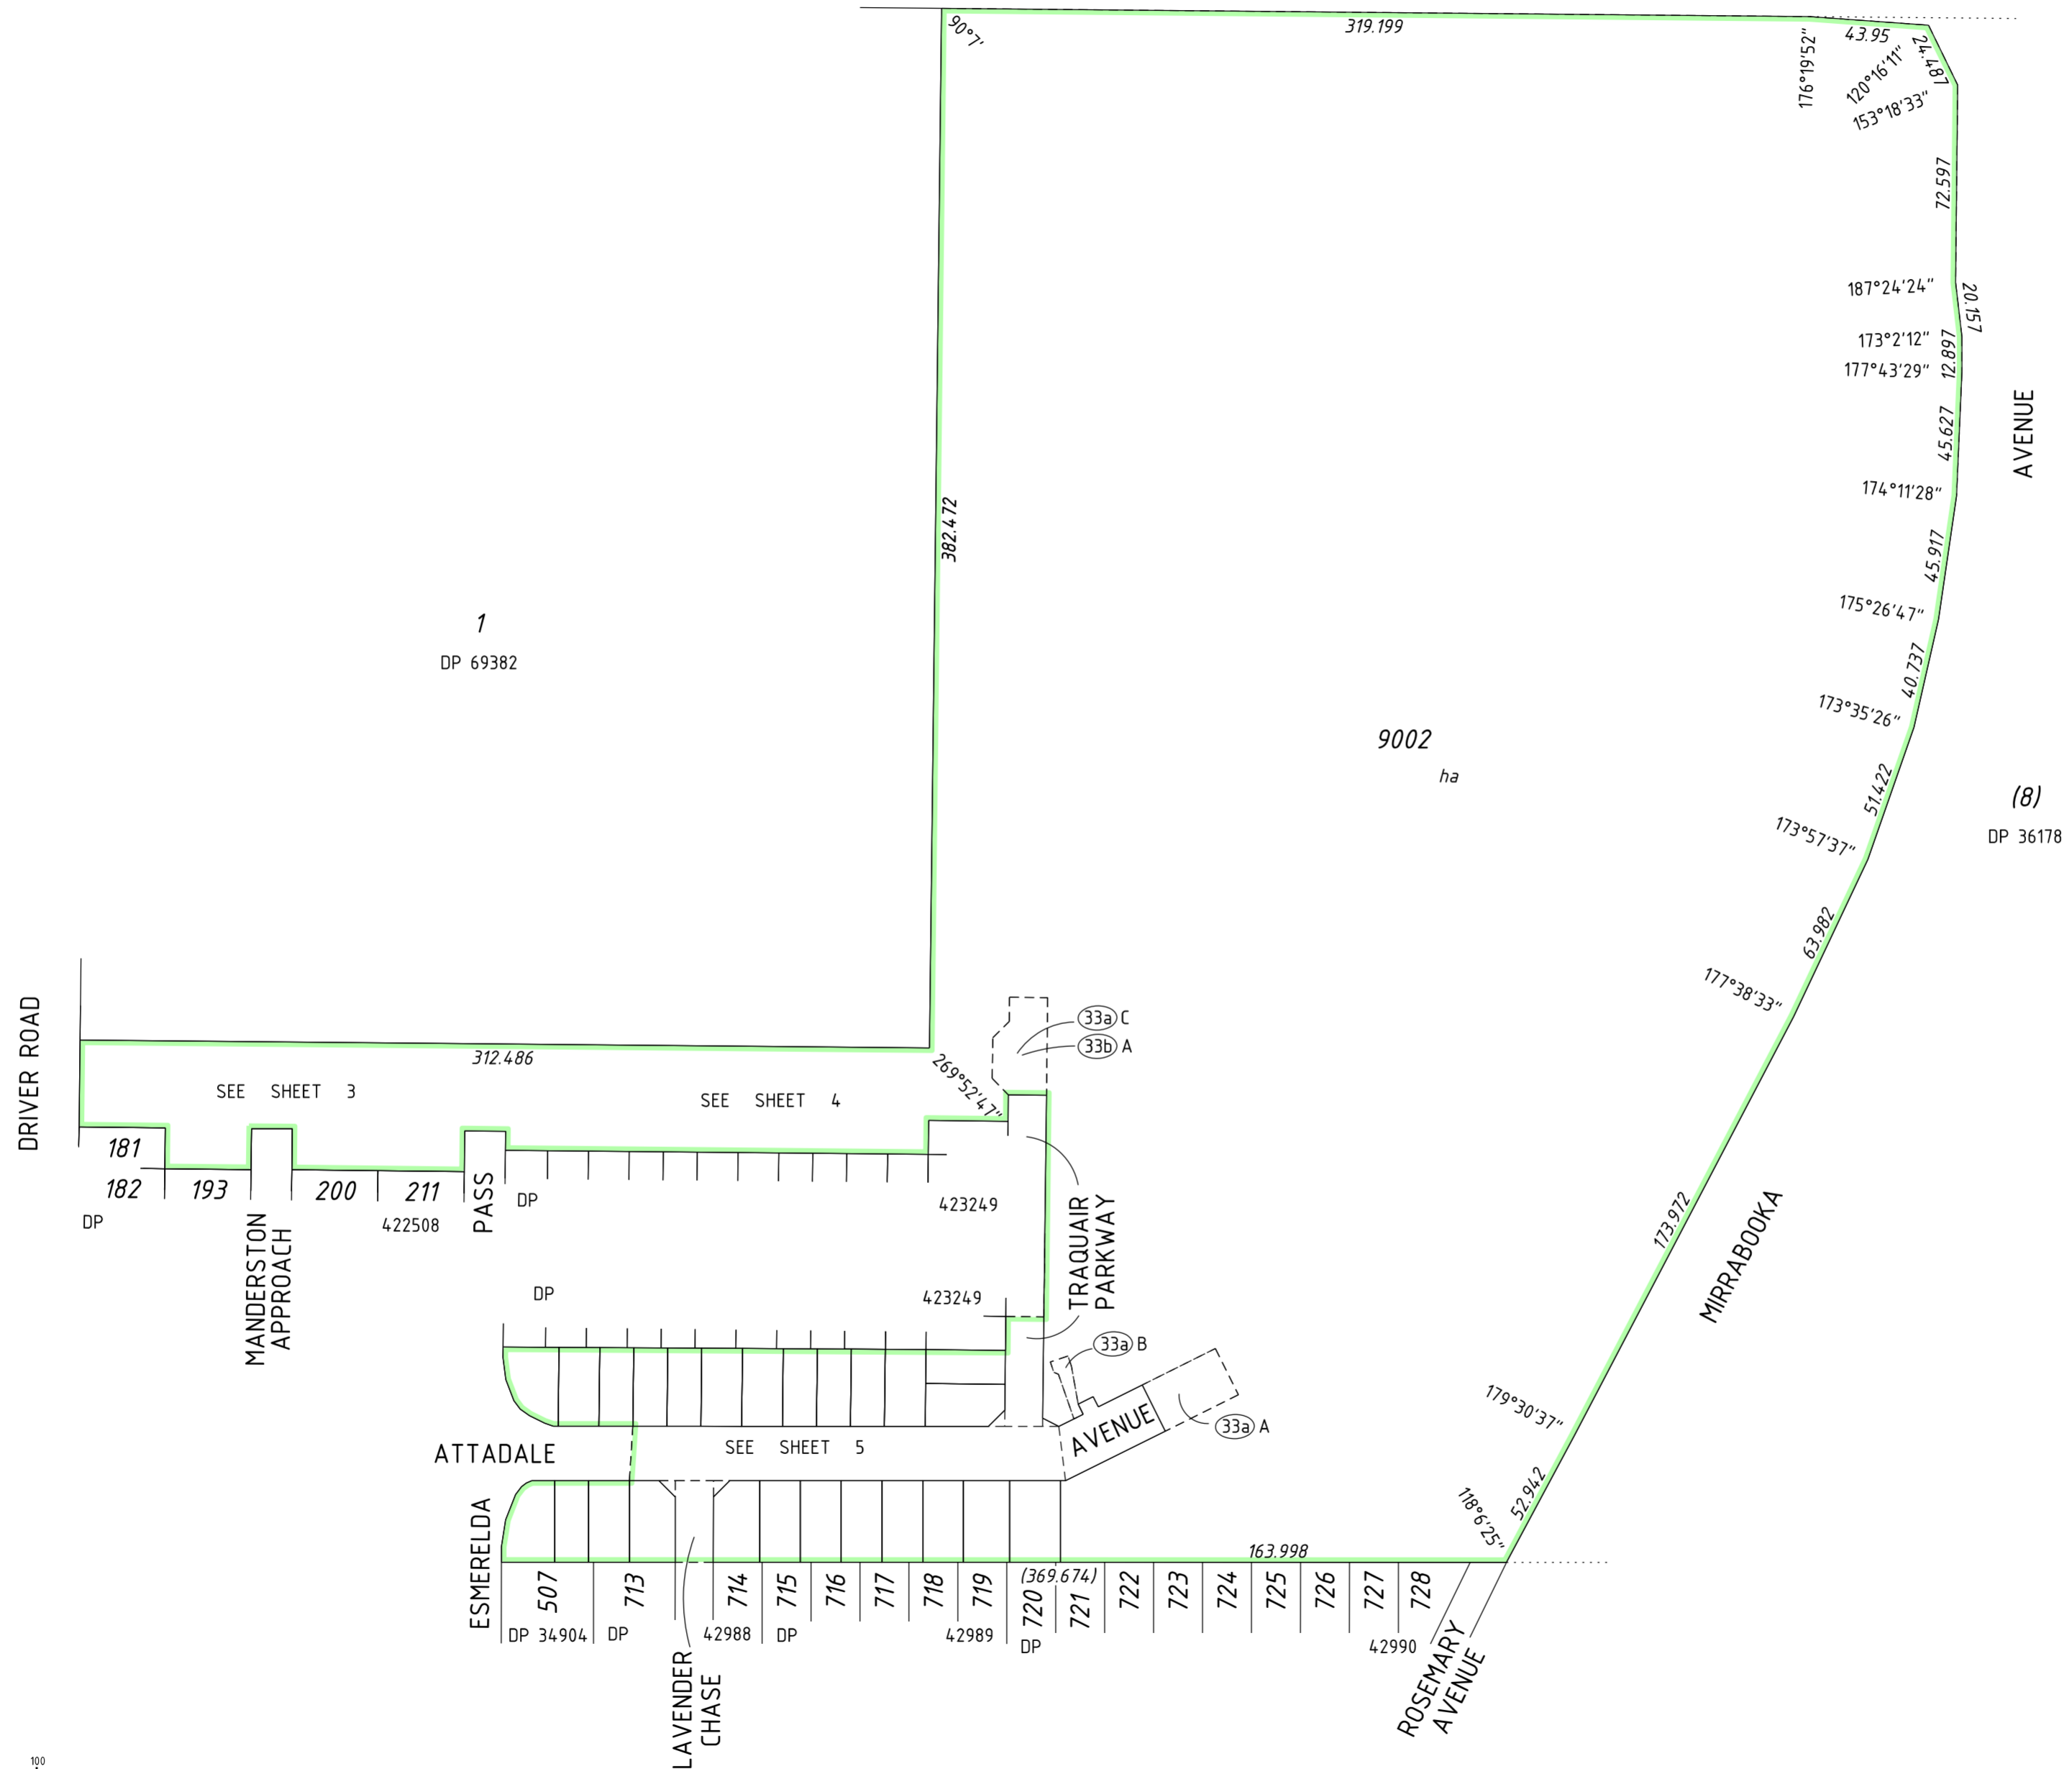 90°7'
319.199
176°19'52"
43.95
120°16'11"
24.487
153°18'33"
72.597
187°24'24"
20.157
173°2'12"
12.897
177°43'29"
45.627
AVENUE
174°11'28"
382.472
45.917
1
DP 69382
175°26'47"
40.737
173°35'26"
9002
ha
51.422
(8)
DP 36178
173°57'37"
63.982
177°38'33"
DRIVER ROAD
312.486
33a C
33b A
269°52'47"
SEE SHEET 3
SEE SHEET 4
181
182
193
200
211
PASS
DP
423249
DP
422508
MANDERSTON
APPROACH
TRAQUAIR
PARKWAY
173.972
MIRRABOOKA
DP
423249
33a B
179°30'37"
33a A
AVENUE
ATTADALE
SEE SHEET 5
52.942
118°6'25"
ESMERELDA
163.998
(369.674)
507
713
714
715
716
717
718
719
720
721
722
723
724
725
726
727
728
DP 34904
DP
42988
DP
42989
DP
42990
LAVENDER
CHASE
ROSEMARY
AVENUE
100